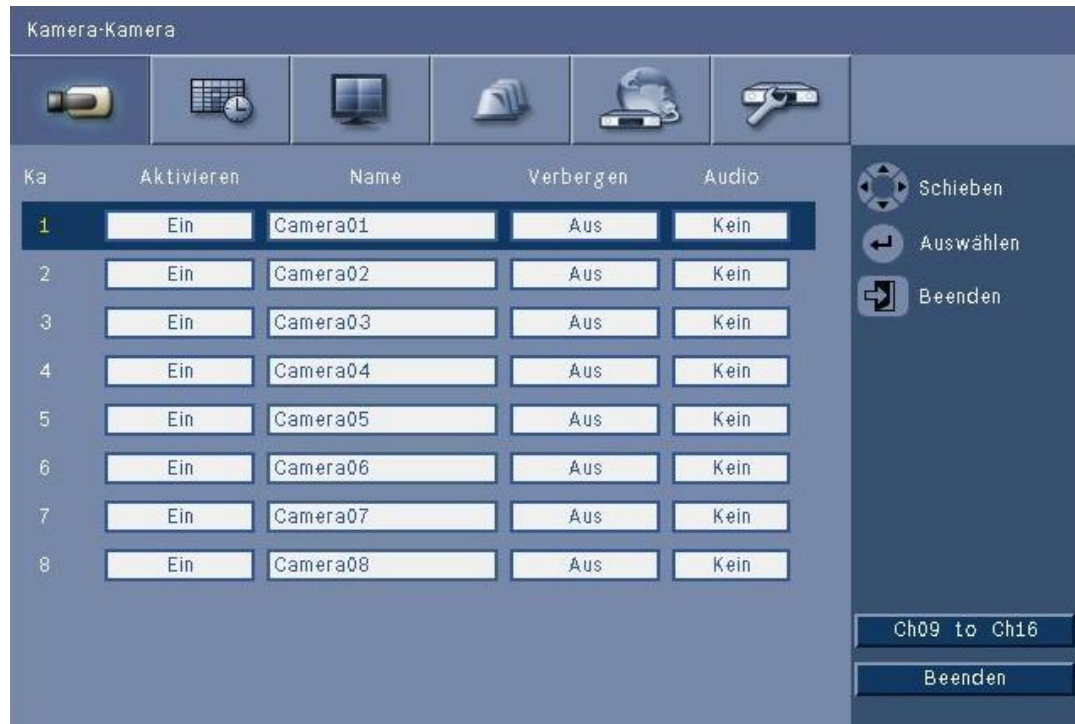 Kamera-Kamera
Ka Aktivieren Name Verbergen Audio
1 Ein Camera01 Aus Kein
2 Ein Camera02 Aus Kein
3 Ein Camera03 Aus Kein
4 Ein Camera04 Aus Kein
5 Ein Camera05 Aus Kein
6 Ein Camera06 Aus Kein
7 Ein Camera07 Aus Kein
8 Ein Camera08 Aus Kein
Schieben
Auswählen
Beenden
Ch09 to Ch16
Beenden